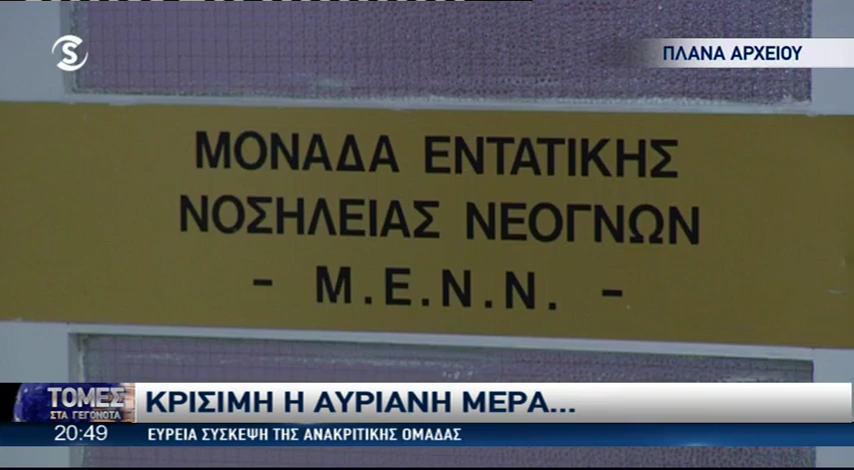 S
ΠΛΑΝΑ ΑΡΧΕΙΟΥ
ΜΟΝΑΔΑ ΕΝΤΑΤΙΚΗΣ
ΝΟΣΗΛΕΙΑΣ ΝΕΟΓΝΩΝ
- Μ.Ε.Ν.Ν. -
ΤΟΜΕΣ
ΣΤΑ ΓΕΓΟΝΟΤΑ
ΚΡΙΣΙΜΗ Η ΑΥΡΙΑΝΗ ΜΕΡΑ...
20:49
ΕΥΡΕΙΑ ΣΥΣΚΕΨΗ ΤΗΣ ΑΝΑΚΡΙΤΙΚΗΣ ΟΜΑΔΑΣ